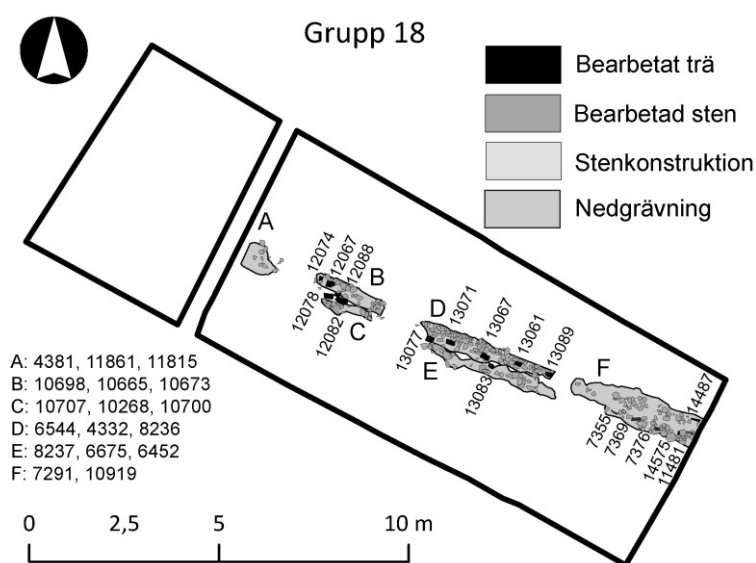 Grupp 18
Bearbetat trä
Bearbetad sten
Stenkonstruktion
Nedgrävning
A
12074
12067
12088
B
12078
12082
C
D
13071
13067
13061
13089
13077
E
13083
F
14487
7355
7369
7376
14575
11481
A: 4381, 11861, 11815
B: 10698, 10665, 10673
C: 10707, 10268, 10700
D: 6544, 4332, 8236
E: 8237, 6675, 6452
F: 7291, 10919
0 2,5 5 10 m